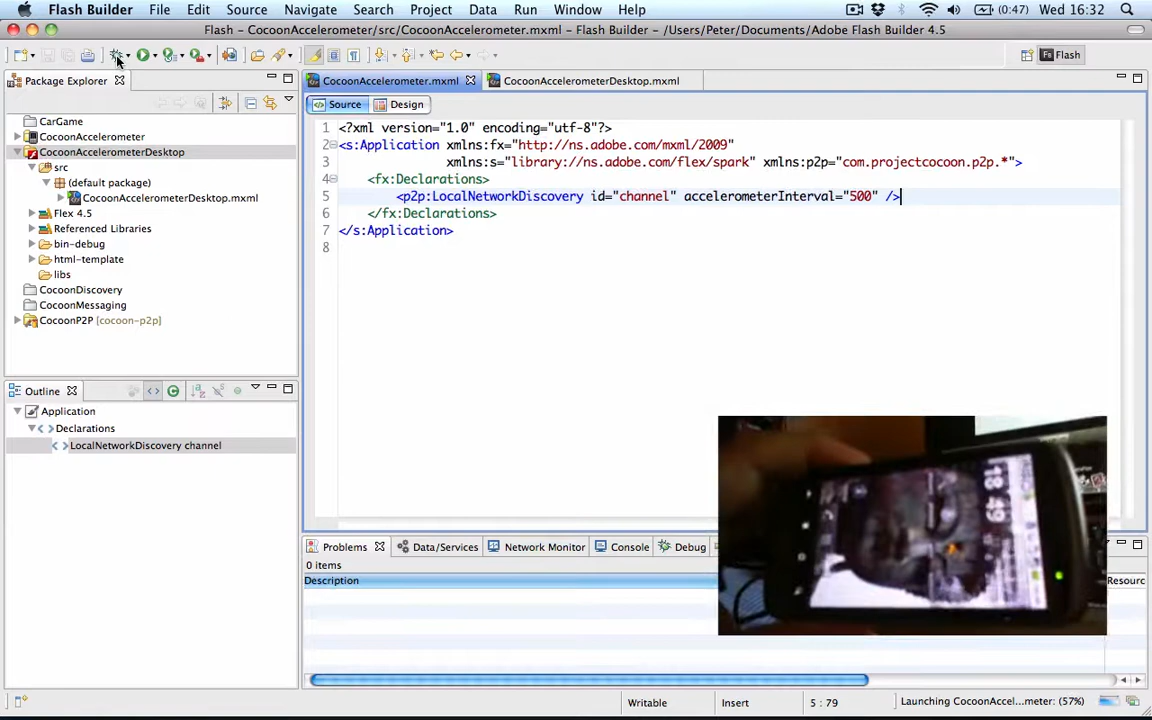 Flash Builder File Edit Source Navigate Search Project Data Run Window Help (0:47) Wed 16:32
Flash – CocoonAccelerometer/src/CocoonAccelerometer.mxml – /Users/Peter/Documents/Adobe Flash Builder 4.5
Flash
Package Explorer
CocoonAccelerometer.mxml CocoonAccelerometerDesktop.mxml
Source Design
CarGame
CocoonAccelerometer
CocoonAccelerometerDesktop
src
(default package)
CocoonAccelerometerDesktop.mxml
Flex 4.5
Referenced Libraries
bin-debug
html-template
libs
CocoonDiscovery
CocoonMessaging
CocoonP2P [cocoon-p2p]
1 <?xml version="1.0" encoding="utf-8"?>
2 <s:Application xmlns:fx="http://ns.adobe.com/mxml/2009"
3 xmlns:s="library://ns.adobe.com/flex/spark" xmlns:p2p="com.projectcocoon.p2p.*">
4 <fx:Declarations>
5 <p2p:LocalNetworkDiscovery id="channel" accelerometerInterval="500" />
6 </fx:Declarations>
7 </s:Application>
8
Outline
Application
Declarations
LocalNetworkDiscovery channel
18 49
Problems Data/Services Network Monitor Console Debug
0 items
Description Resourc
Writable Insert 5 : 79 Launching CocoonAccel...meter: (57%)